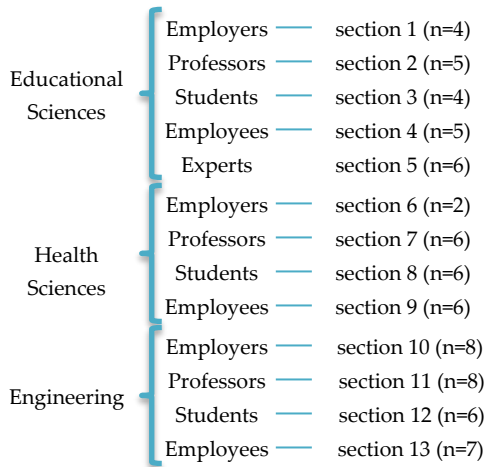 Educational
Sciences
Employers section 1 (n=4)
Professors section 2 (n=5)
Students section 3 (n=4)
Employees section 4 (n=5)
Experts section 5 (n=6)
Health
Sciences
Employers section 6 (n=2)
Professors section 7 (n=6)
Students section 8 (n=6)
Employees section 9 (n=6)
Engineering
Employers section 10 (n=8)
Professors section 11 (n=8)
Students section 12 (n=6)
Employees section 13 (n=7)